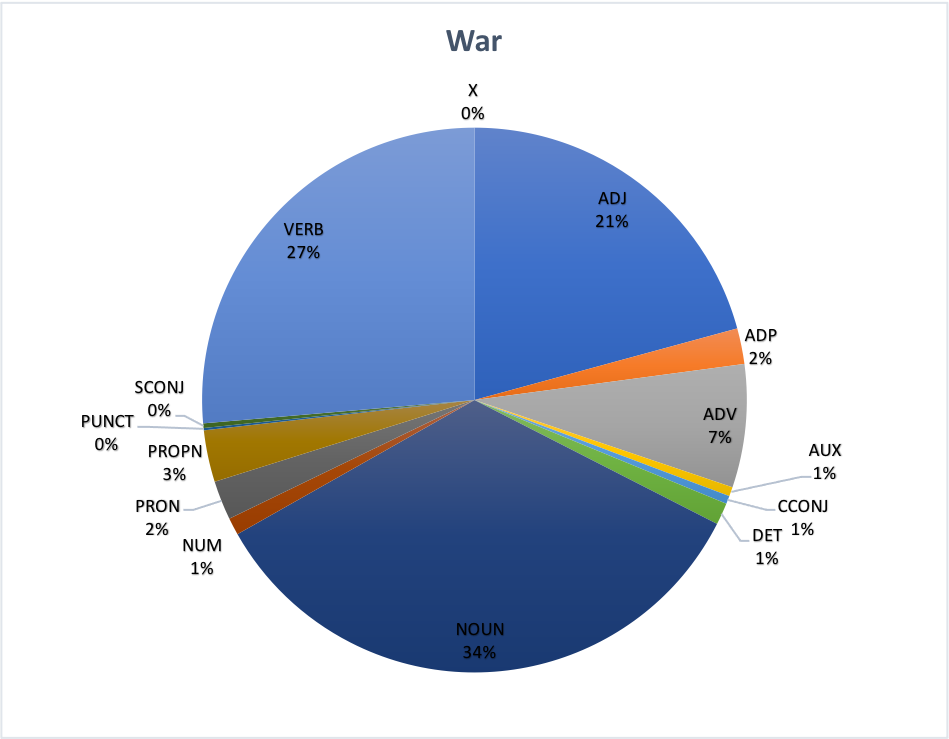 War
X
0%
ADJ
21%
VERB
27%
ADP
2%
SCONJ
0%
ADV
7%
PUNCT
0%
PROPN
3%
AUX
1%
PRON
2%
CCONJ
1%
DET
1%
NUM
1%
NOUN
34%